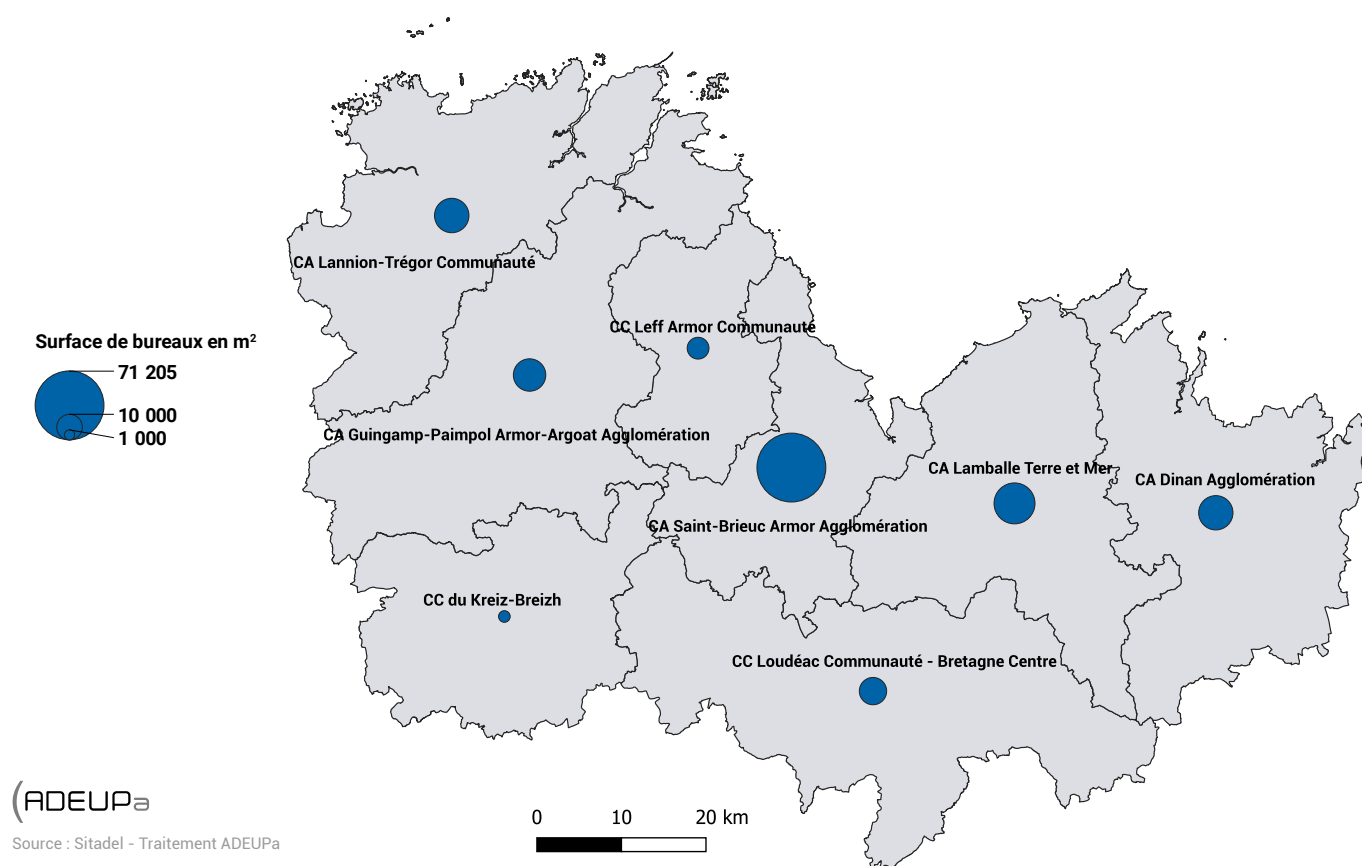 CA Lannion-Trégor Communauté
CC Leff Armor Communauté
Surface de bureaux en m²
71 205
10 000
1 000
CA Guingamp-Paimpol Armor-Argoat Agglomération
CA Lamballe Terre et Mer
CA Dinan Agglomération
CA Saint-Brieuc Armor Agglomération
CC du Kreiz-Breizh
CC Loudéac Communauté - Bretagne Centre
(ADEUPa
0 10 20 km
Source : Sitadel - Traitement ADEUPa